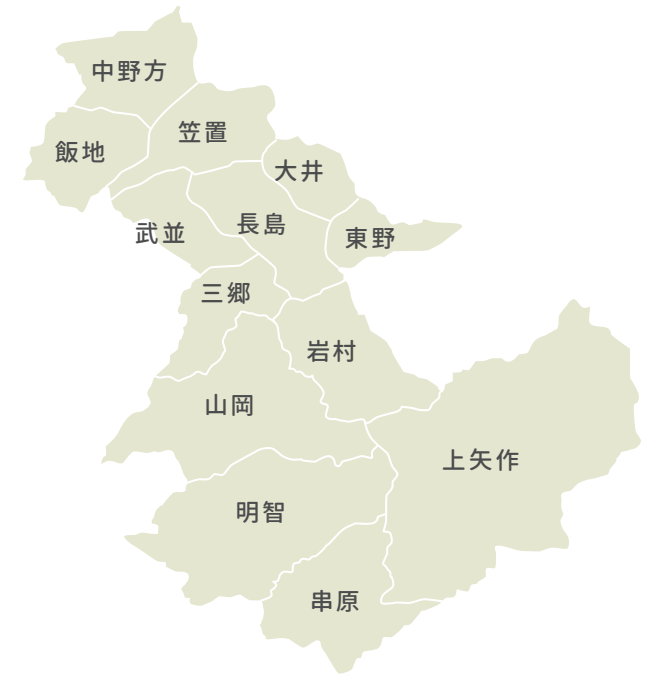 中野方
笠置
飯地
大井
長島
武並
東野
三郷
岩村
山岡
上矢作
明智
串原